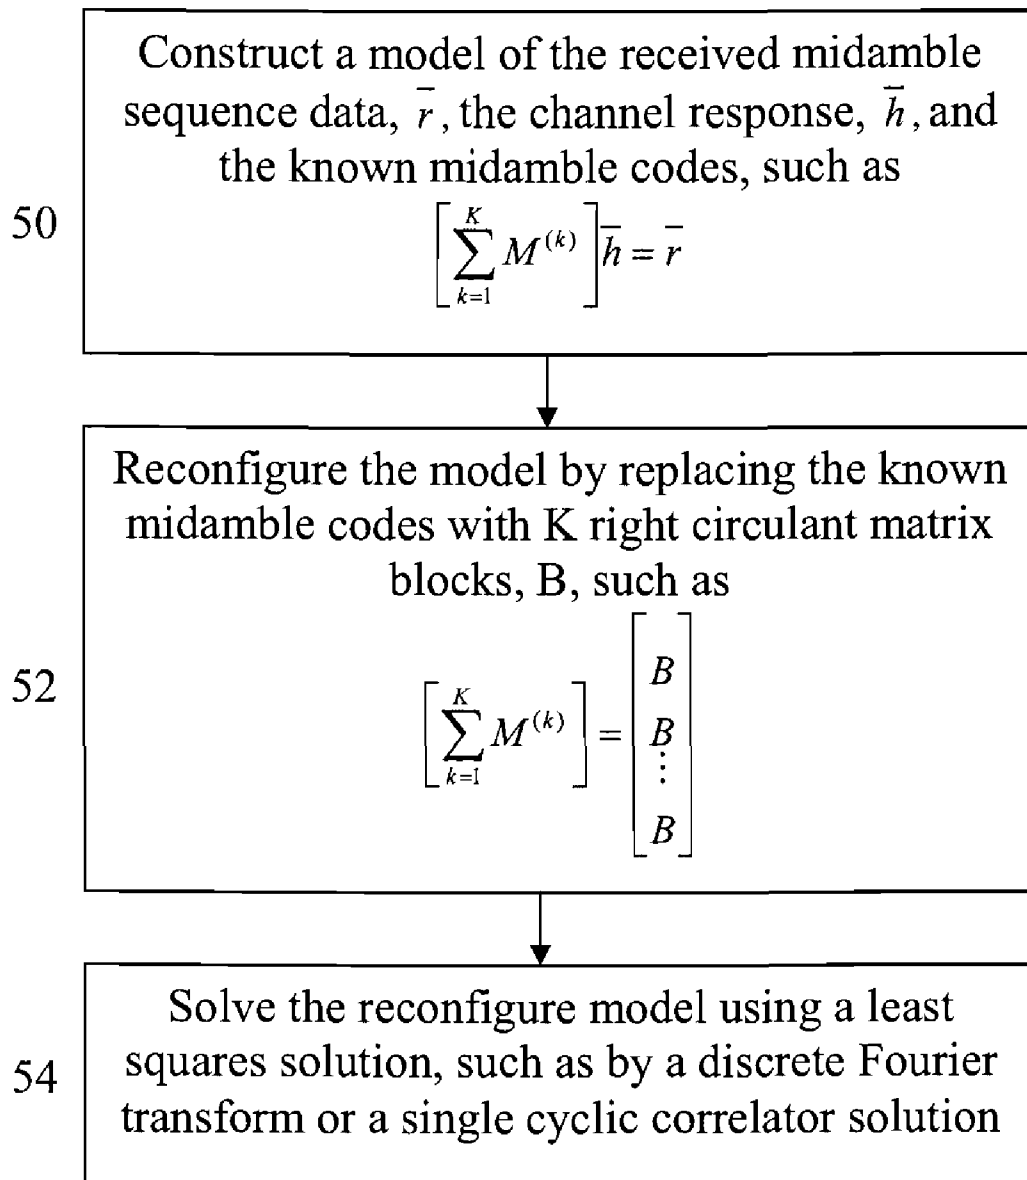 Construct a model of the received midamble
sequence data, r̄, the channel response, h̄, and
the known midamble codes, such as
50
[∑_{k=1}^{K} M^{(k)}] h̄ = r̄
Reconfigure the model by replacing the known
midamble codes with K right circulant matrix
blocks, B, such as
52
[∑_{k=1}^{K} M^{(k)}] = [B B ⋮ B]
Solve the reconfigure model using a least
54
squares solution, such as by a discrete Fourier
transform or a single cyclic correlator solution